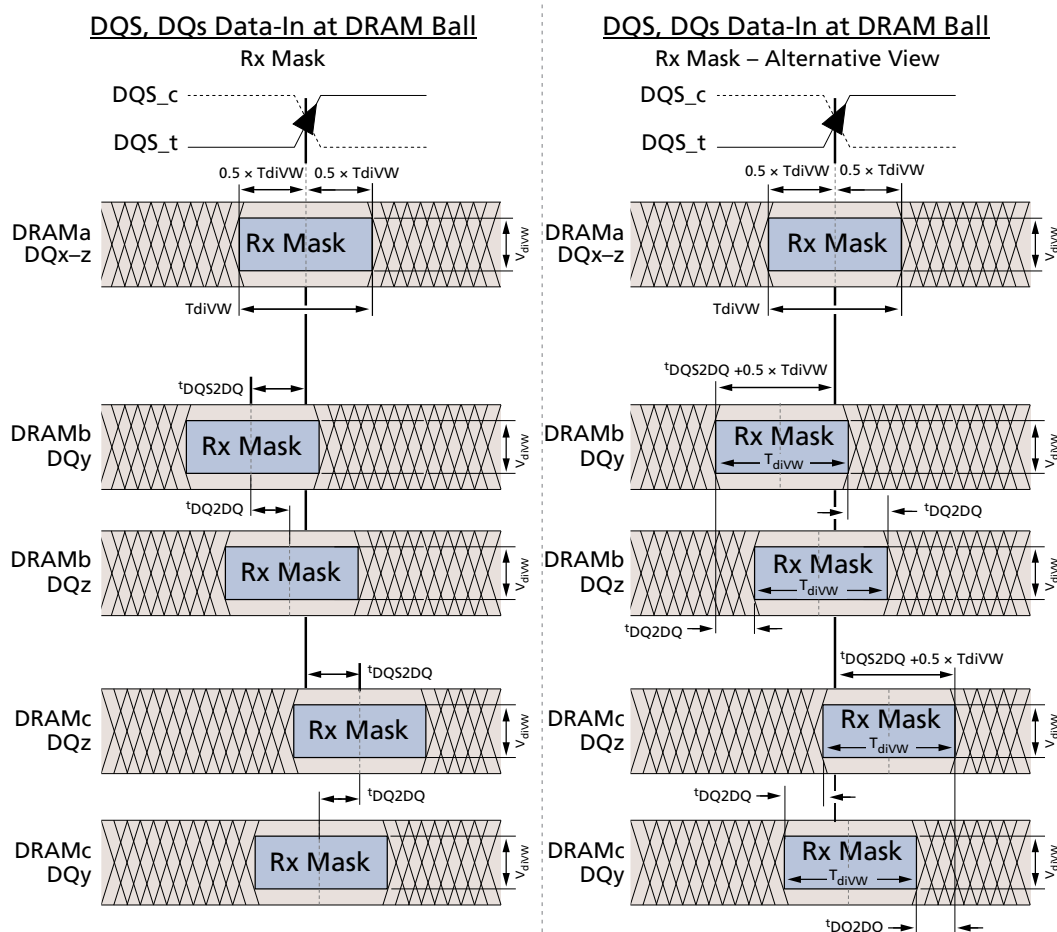 DQS, DQs Data-In at DRAM Ball
Rx Mask
DQS_c
DQS_t
0.5 × TdiVW
0.5 × TdiVW
DRAMa
DQx–z
Rx Mask
VdiVW
TdiVW
tDQS2DQ
DRAMb
DQy
Rx Mask
VdiVW
tDQ2DQ
DRAMb
DQz
Rx Mask
VdiVW
tDQS2DQ
DRAMc
DQz
Rx Mask
VdiVW
tDQ2DQ
DRAMc
DQy
Rx Mask
VdiVW
DQS, DQs Data-In at DRAM Ball
Rx Mask – Alternative View
DQS_c
DQS_t
0.5 × TdiVW
0.5 × TdiVW
DRAMa
DQx–z
Rx Mask
VdiVW
TdiVW
tDQS2DQ +0.5 × TdiVW
DRAMb
DQy
Rx Mask
TdiVW
VdiVW
tDQ2DQ
DRAMb
DQz
Rx Mask
TdiVW
VdiVW
tDQ2DQ
tDQS2DQ +0.5 × TdiVW
DRAMc
DQz
Rx Mask
TdiVW
VdiVW
tDQ2DQ
DRAMc
DQy
Rx Mask
TdiVW
VdiVW
tDQ2DQ